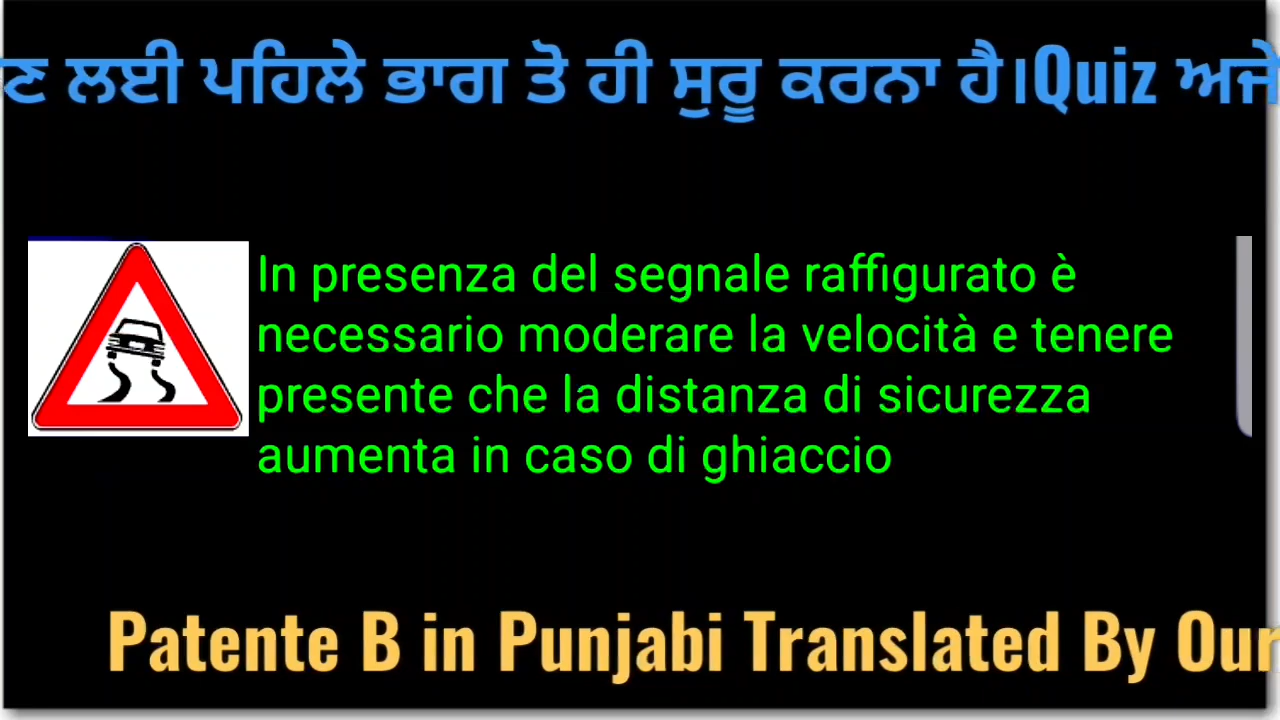 ਲਈ ਪਹਿਲੇ ਭਾਗ ਤੋ ਹੀ ਸੁਰੂ ਕਰਨਾ ਹੈ।Quiz ਅਜੇ
In presenza del segnale raffigurato è
necessario moderare la velocità e tenere
presente che la distanza di sicurezza
aumenta in caso di ghiaccio
Patente B in Punjabi Translated By Our